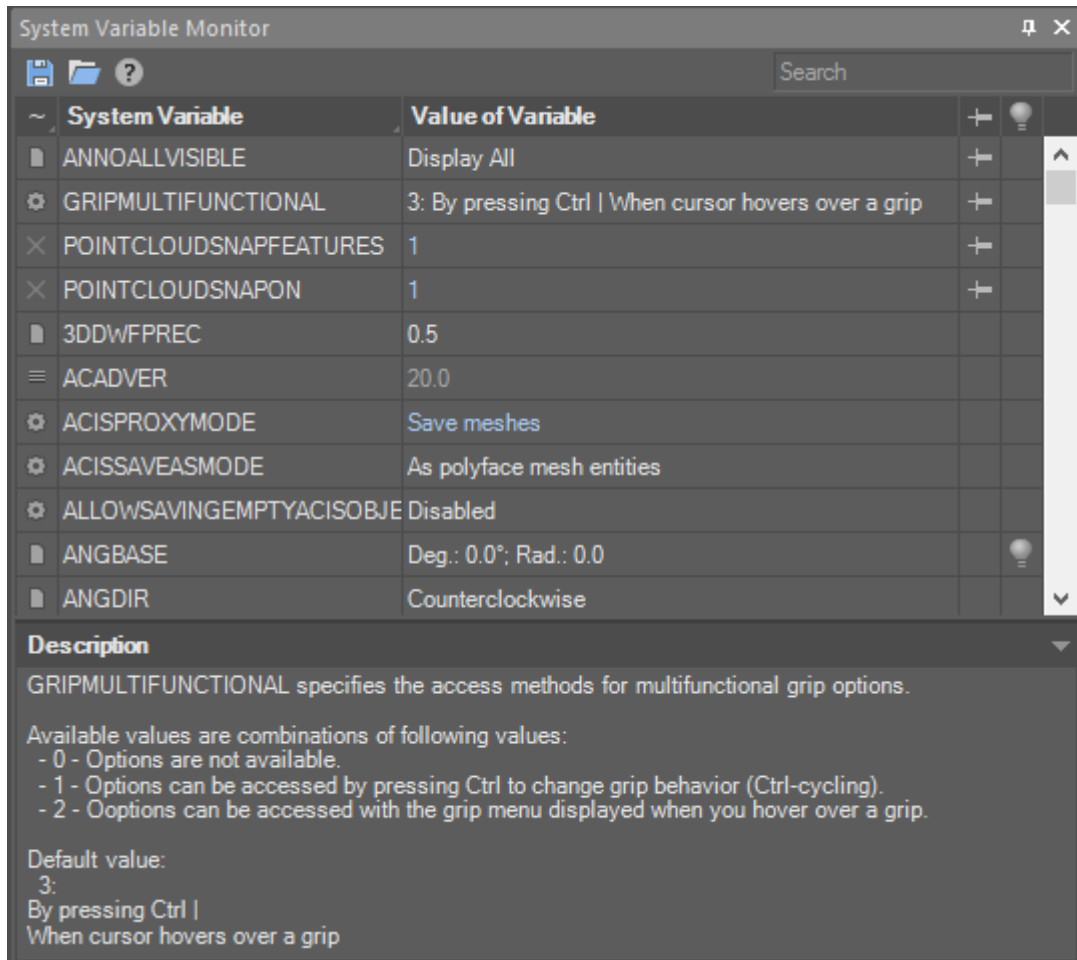 System Variable Monitor
Search
~ System Variable Value of Variable
ANNOALLVISIBLE Display All
GRIPMULTIFUNCTIONAL 3: By pressing Ctrl | When cursor hovers over a grip
POINTCLOUDSNAPFEATURES 1
POINTCLOUDSNAPON 1
3DDWFPREC 0.5
ACADVER 20.0
ACISPROXYMODE Save meshes
ACISSAVEASMODE As polyface mesh entities
ALLOWSAVINGEMPTYACISOBJE Disabled
ANGBASE Deg.: 0.0°; Rad.: 0.0
ANGDIR Counterclockwise
Description
GRIPMULTIFUNCTIONAL specifies the access methods for multifunctional grip options.
Available values are combinations of following values:
- 0 - Options are not available.
- 1 - Options can be accessed by pressing Ctrl to change grip behavior (Ctrl-cycling).
- 2 - Ooptions can be accessed with the grip menu displayed when you hover over a grip.
Default value:
3:
By pressing Ctrl |
When cursor hovers over a grip